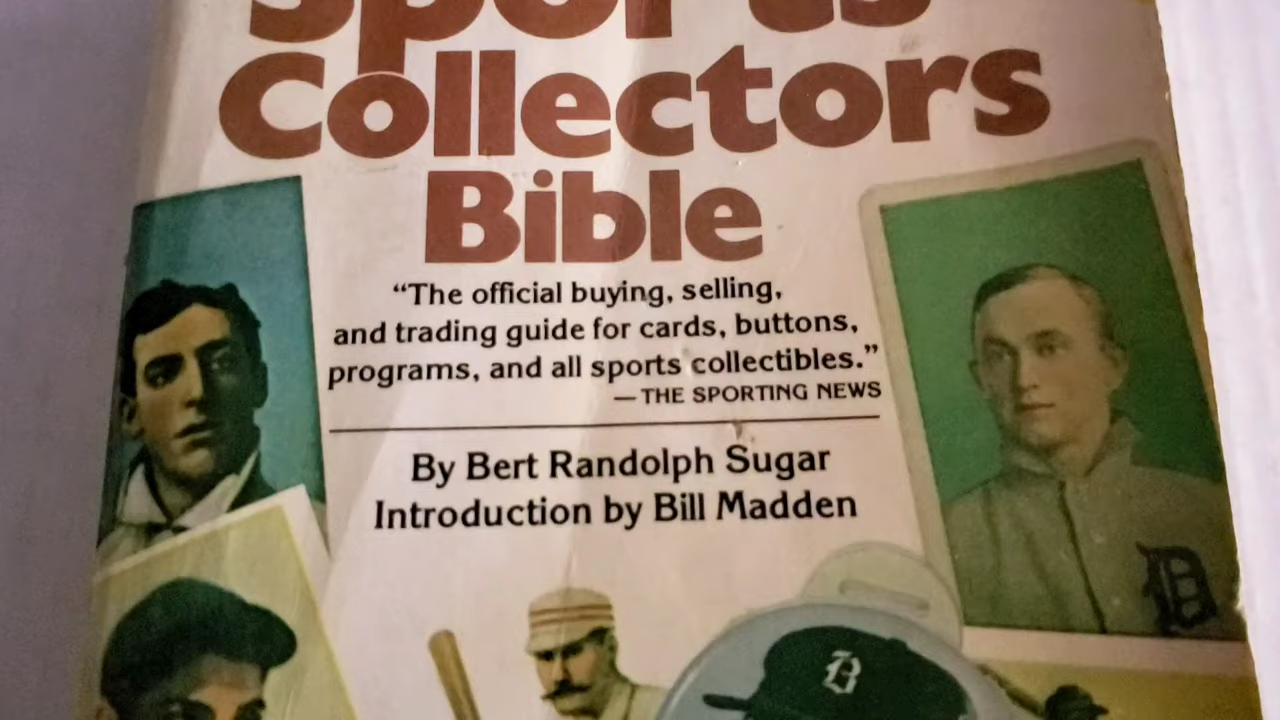 Sports
Collectors
Bible
“The official buying, selling,
and trading guide for cards, buttons,
programs, and all sports collectibles.”
— THE SPORTING NEWS
By Bert Randolph Sugar
Introduction by Bill Madden
D
B